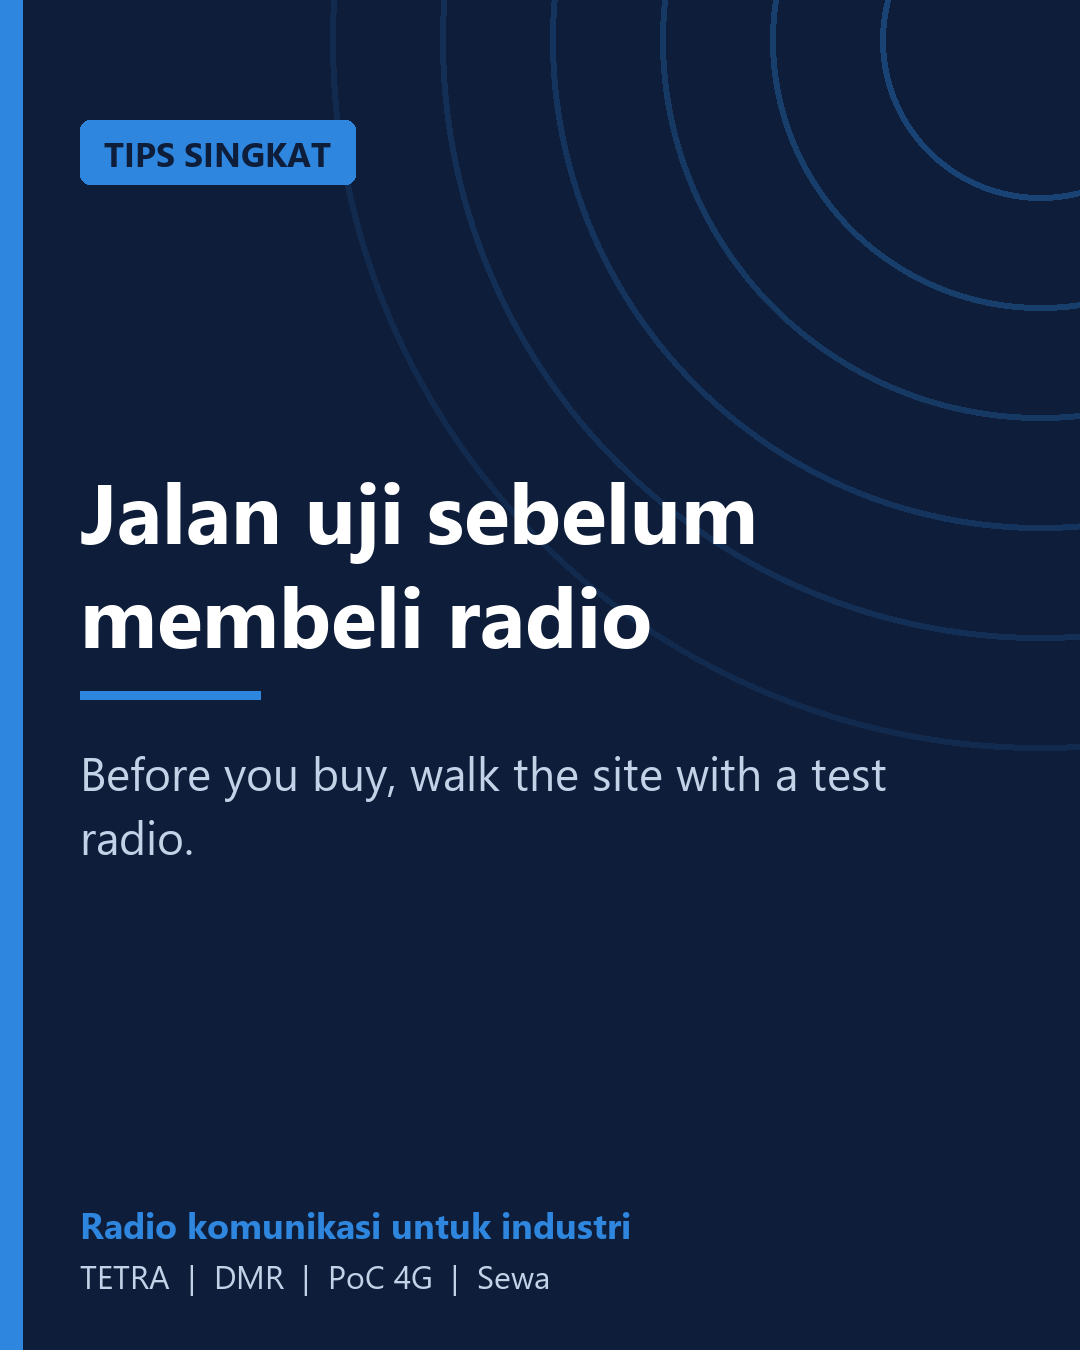 TIPS SINGKAT
Jalan uji sebelum
membeli radio
Before you buy, walk the site with a test
radio.
Radio komunikasi untuk industri
TETRA | DMR | PoC 4G | Sewa